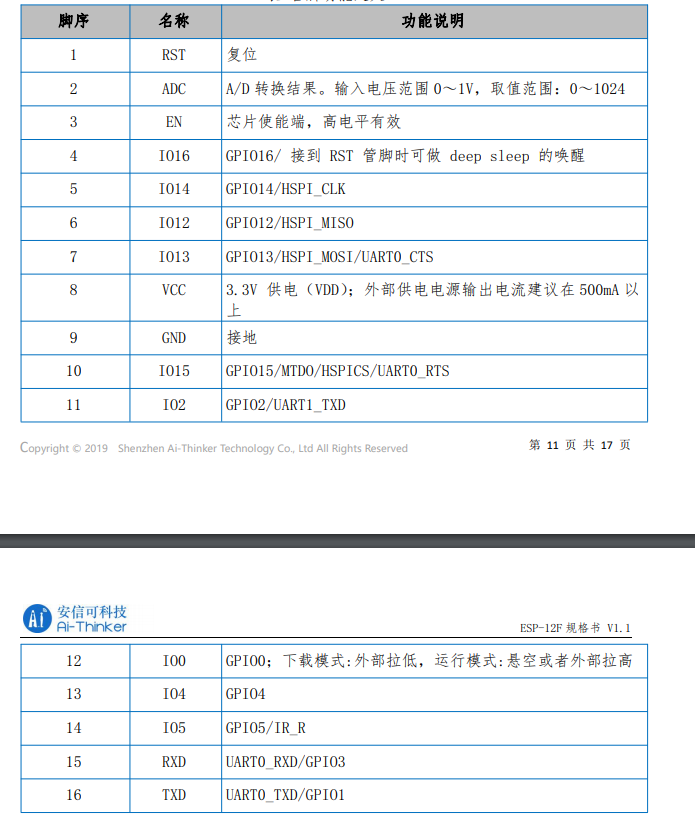 脚序 名称 功能说明
1 RST 复位
2 ADC A/D 转换结果。输入电压范围 0～1V，取值范围：0～1024
3 EN 芯片使能端，高电平有效
4 IO16 GPIO16/ 接到 RST 管脚时可做 deep sleep 的唤醒
5 IO14 GPIO14/HSPI_CLK
6 IO12 GPIO12/HSPI_MISO
7 IO13 GPIO13/HSPI_MOSI/UART0_CTS
8 VCC 3.3V 供电（VDD）；外部供电电源输出电流建议在 500mA 以
上
9 GND 接地
10 IO15 GPIO15/MTDO/HSPICS/UART0_RTS
11 IO2 GPIO2/UART1_TXD
Copyright © 2019 Shenzhen Ai-Thinker Technology Co., Ltd All Rights Reserved 第 11 页 共 17 页
Ai 安信可科技
Ai-Thinker
ESP-12F 规格书 V1.1
12 IO0 GPIO0；下载模式:外部拉低，运行模式:悬空或者外部拉高
13 IO4 GPIO4
14 IO5 GPIO5/IR_R
15 RXD UART0_RXD/GPIO3
16 TXD UART0_TXD/GPIO1